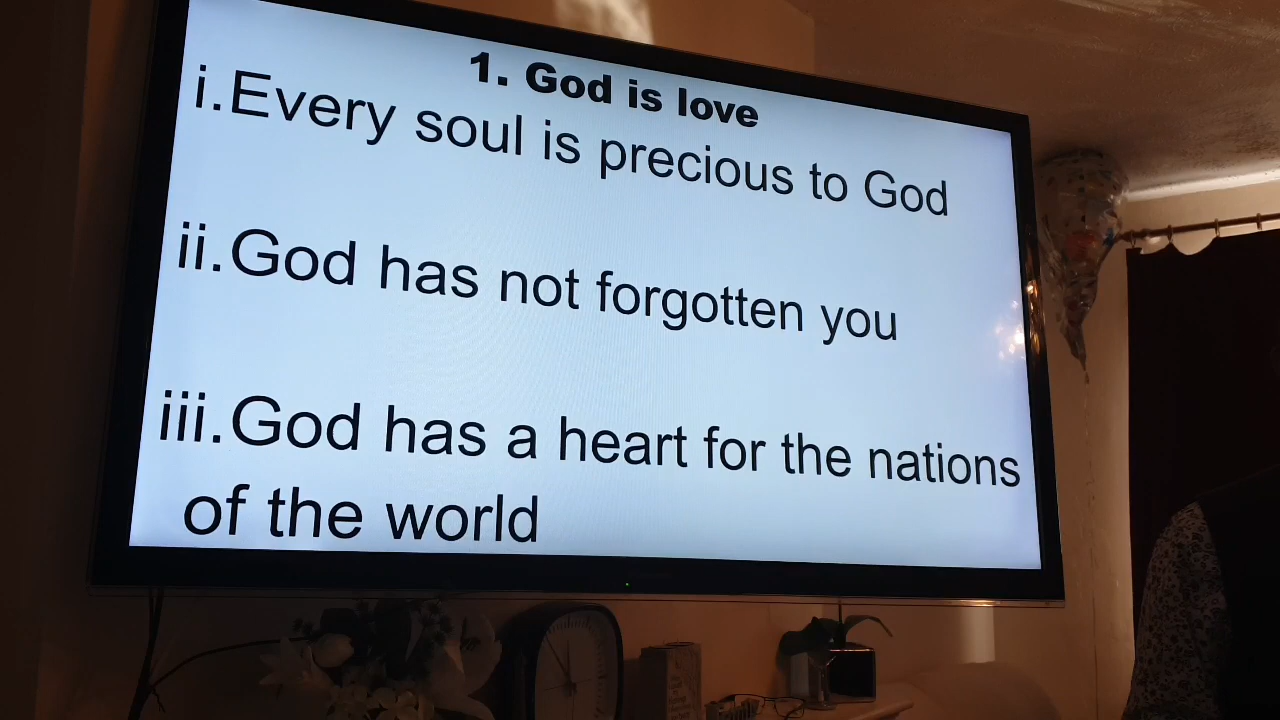 1. God is love
i.Every soul is precious to God
ii.God has not forgotten you
iii.God has a heart for the nations
of the world